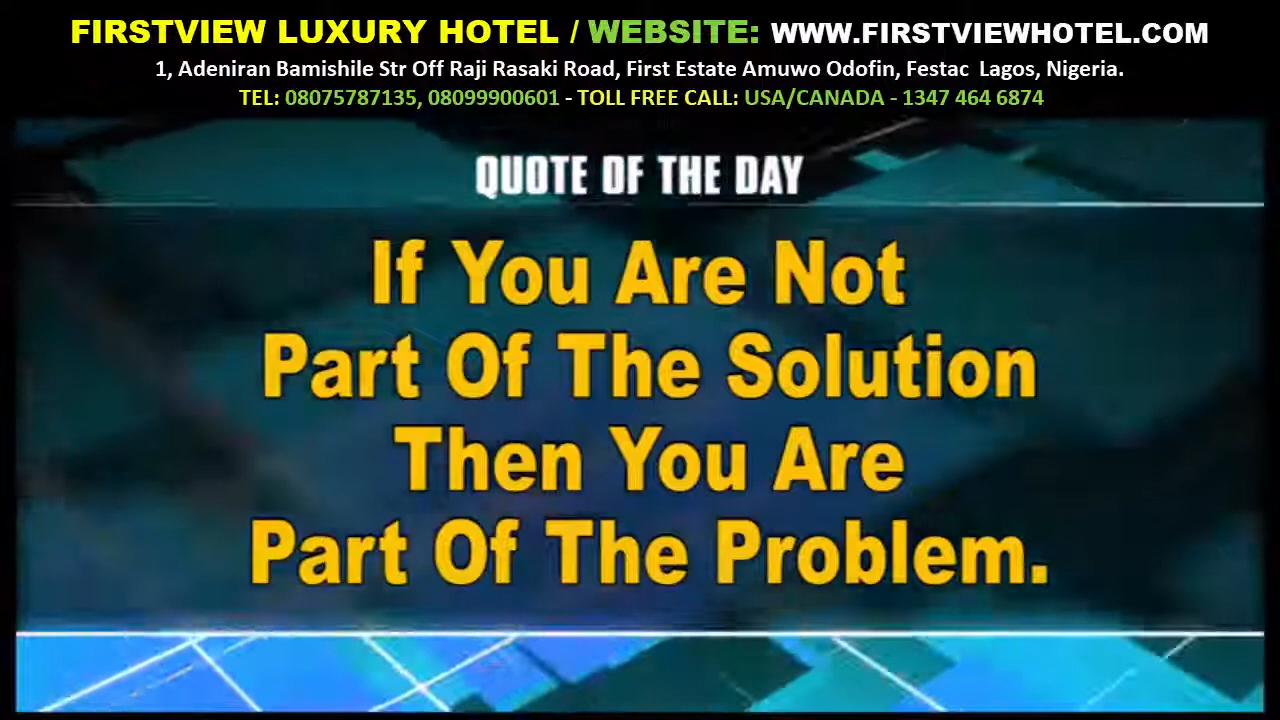 FIRSTVIEW LUXURY HOTEL / WEBSITE: WWW.FIRSTVIEWHOTEL.COM
1, Adeniran Bamishile Str Off Raji Rasaki Road, First Estate Amuwo Odofin, Festac Lagos, Nigeria.
TEL: 08075787135, 08099900601 - TOLL FREE CALL: USA/CANADA - 1347 464 6874
QUOTE OF THE DAY
If You Are Not
Part Of The Solution
Then You Are
Part Of The Problem.